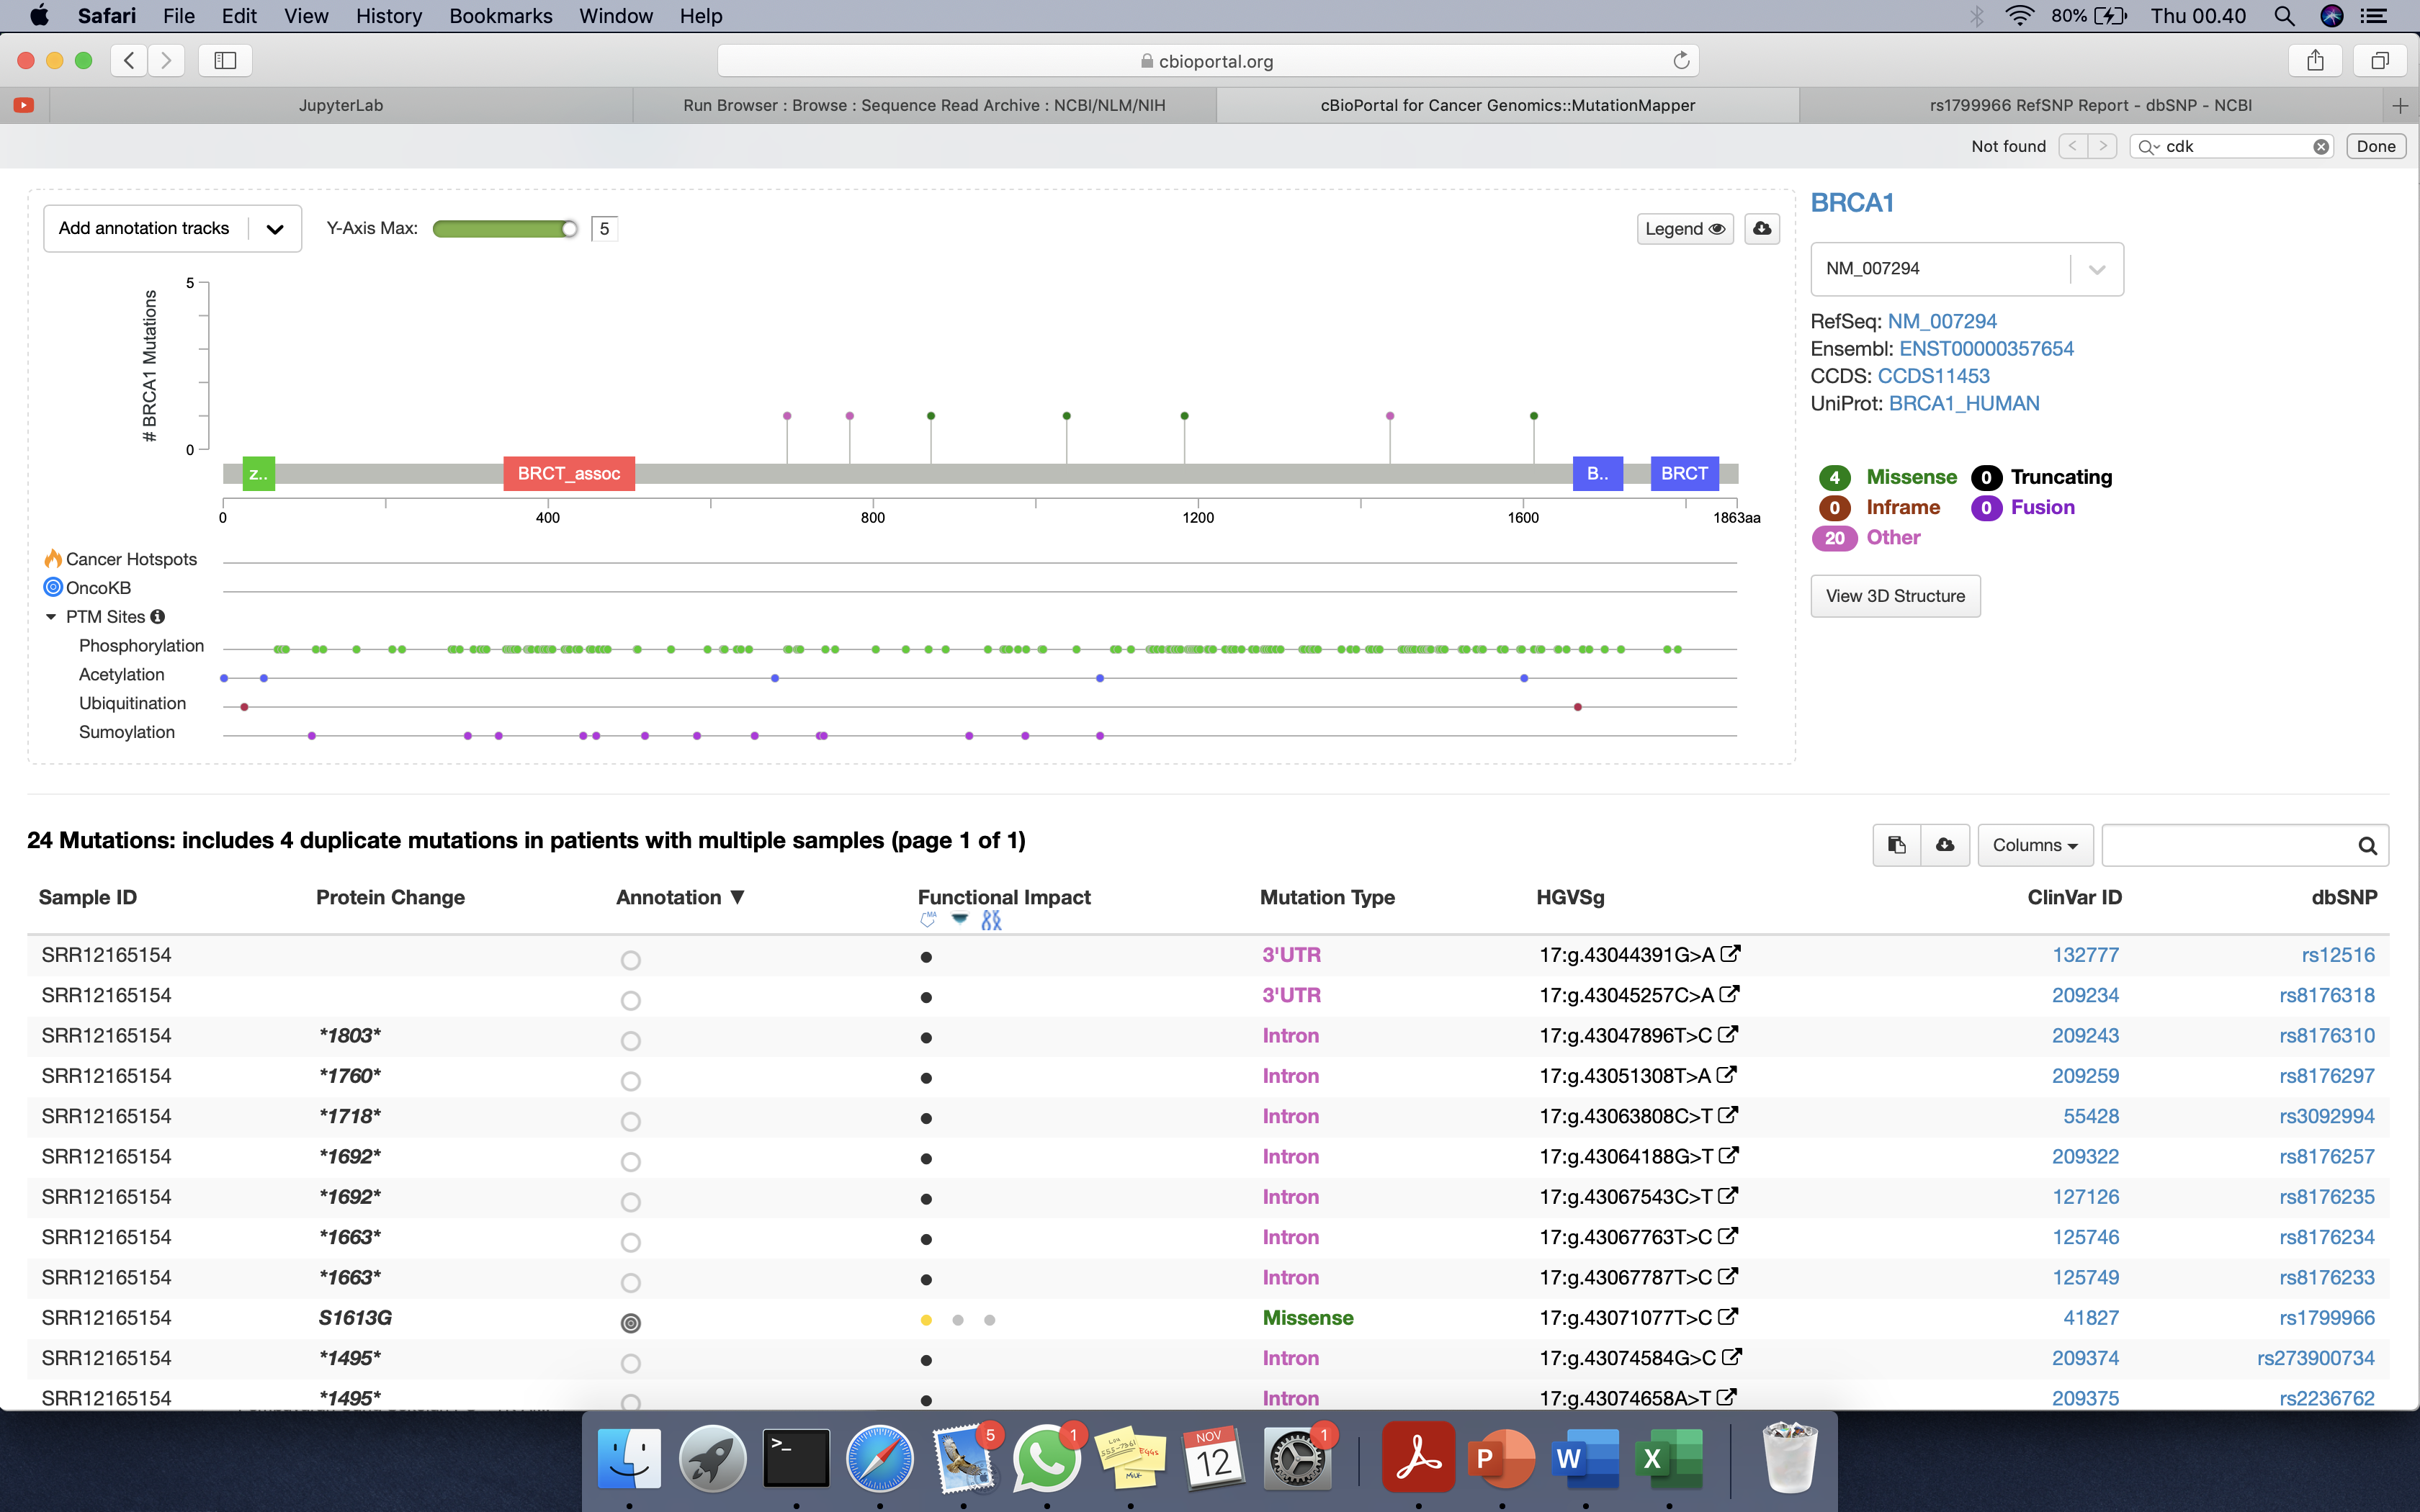 Safari File Edit View History Bookmarks Window Help 80% Thu 00.40
cbioportal.org
JupyterLab Run Browser : Browse : Sequence Read Archive : NCBI/NLM/NIH cBioPortal for Cancer Genomics::MutationMapper rs1799966 RefSNP Report - dbSNP - NCBI
Not found cdk Done
Add annotation tracks Y-Axis Max: 5 Legend
# BRCA1 Mutations
5
0
z.. BRCT_assoc B.. BRCT
0 400 800 1200 1600 1863aa
Cancer Hotspots
OncoKB
PTM Sites
Phosphorylation
Acetylation
Ubiquitination
Sumoylation
BRCA1
NM_007294
RefSeq: NM_007294
Ensembl: ENST00000357654
CCDS: CCDS11453
UniProt: BRCA1_HUMAN
4 Missense 0 Truncating
0 Inframe 0 Fusion
20 Other
View 3D Structure
24 Mutations: includes 4 duplicate mutations in patients with multiple samples (page 1 of 1) Columns
Sample ID Protein Change Annotation ▼ Functional Impact Mutation Type HGVSg ClinVar ID dbSNP
MA
SRR12165154 3'UTR 17:g.43044391G>A 132777 rs12516
SRR12165154 3'UTR 17:g.43045257C>A 209234 rs8176318
SRR12165154 *1803* Intron 17:g.43047896T>C 209243 rs8176310
SRR12165154 *1760* Intron 17:g.43051308T>A 209259 rs8176297
SRR12165154 *1718* Intron 17:g.43063808C>T 55428 rs3092994
SRR12165154 *1692* Intron 17:g.43064188G>T 209322 rs8176257
SRR12165154 *1692* Intron 17:g.43067543C>T 127126 rs8176235
SRR12165154 *1663* Intron 17:g.43067763T>C 125746 rs8176234
SRR12165154 *1663* Intron 17:g.43067787T>C 125749 rs8176233
SRR12165154 S1613G Missense 17:g.43071077T>C 41827 rs1799966
SRR12165154 *1495* Intron 17:g.43074584G>C 209374 rs273900734
SRR12165154 *1495* Intron 17:g.43074658A>T 209375 rs2236762
5 1 EGGS MILK NOV 12 1 P W X